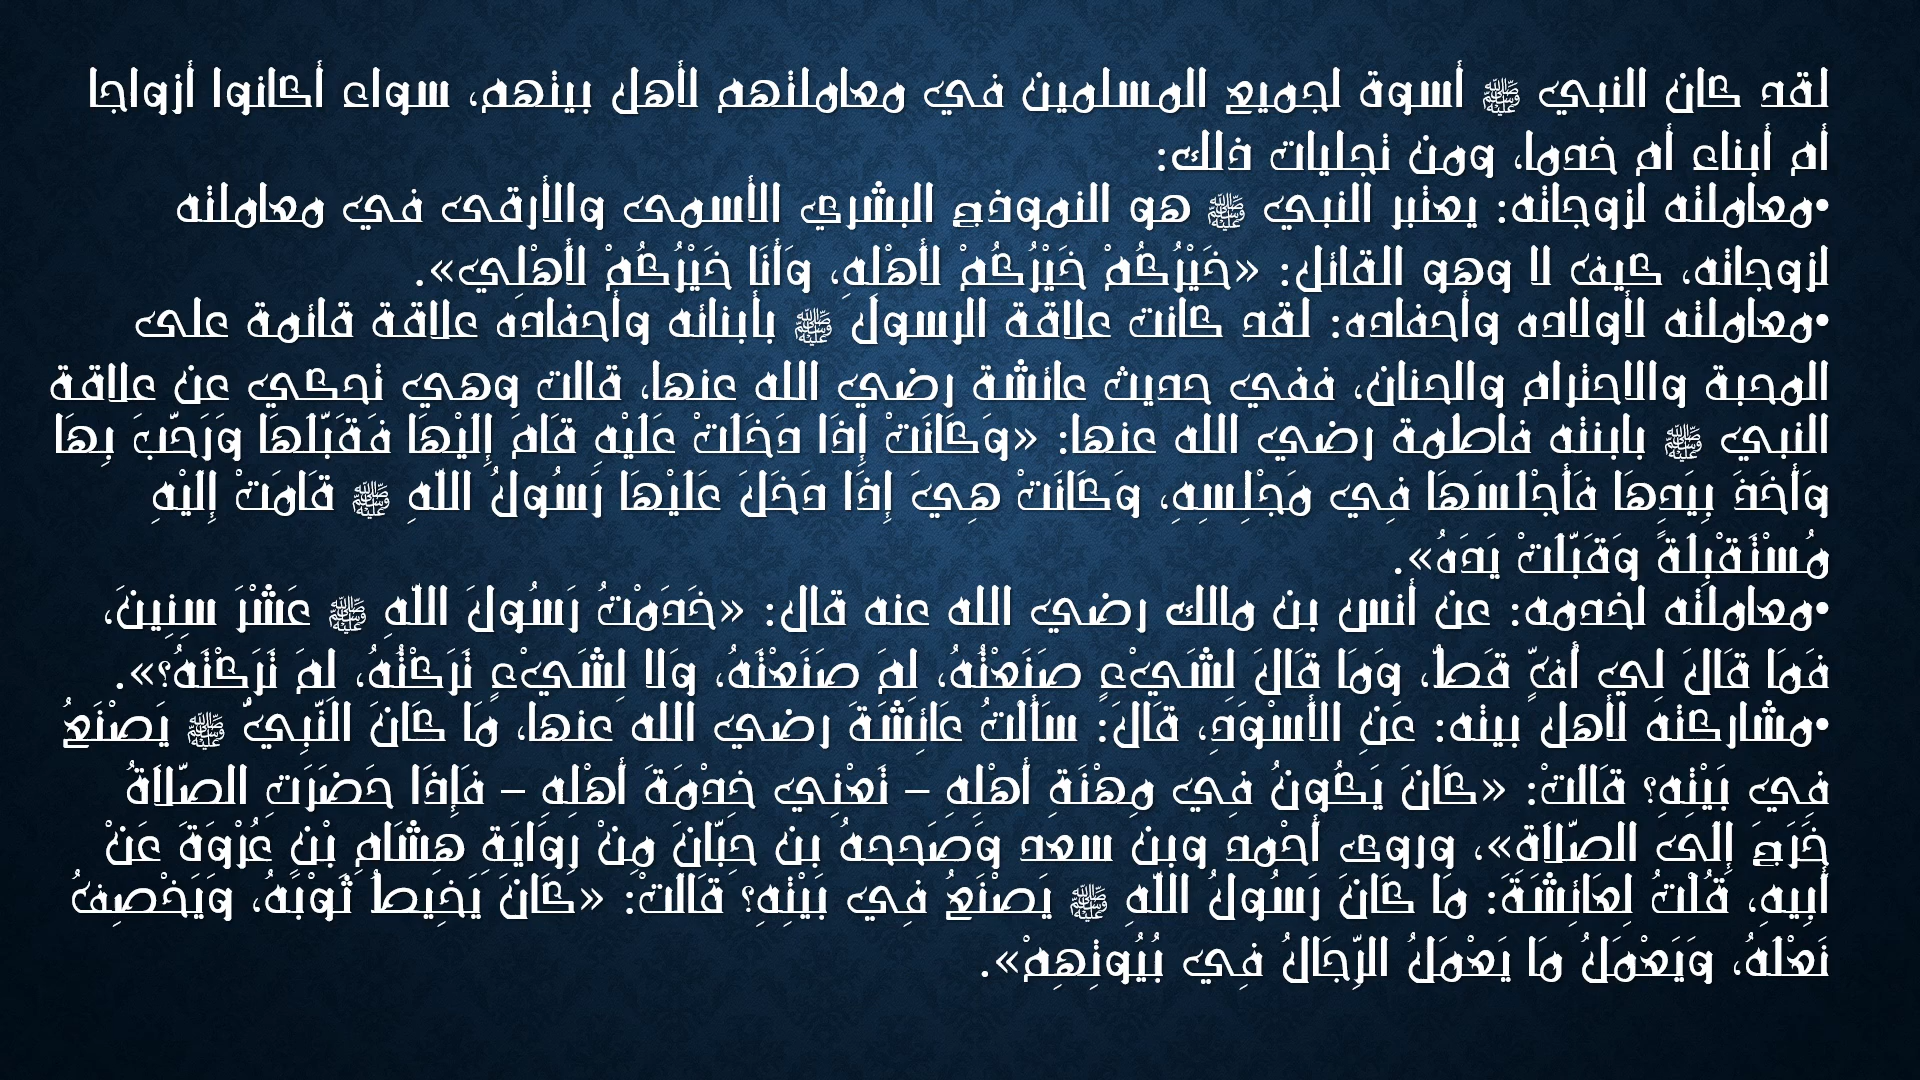 لقد كان النبي ﷺ أسوة لجميع المسلمين في معاملتهم لأهل بيتهم، سواء أكانوا أزواجا
أم أبناء أم خدما، ومن تجليات ذلك:
•معاملته لزوجاته: يعتبر النبي ﷺ هو النموذج البشري الأسمى والأرقى في معاملته
لزوجاته، كيف لا وهو القائل: «خَيْرُكُمْ خَيْرُكُمْ لأَهْلِهِ، وَأَنَا خَيْرُكُمْ لأَهْلِي».
•معاملته لأولاده وأحفاده: لقد كانت علاقة الرسول ﷺ بأبنائه وأحفاده علاقة قائمة على
المحبة والاحترام والحنان، ففي حديث عائشة رضي الله عنها، قالت وهي تحكي عن علاقة
النبي ﷺ بابنته فاطمة رضي الله عنها: «وَكَانَتْ إِذَا دَخَلَتْ عَلَيْهِ قَامَ إِلَيْهَا فَقَبَّلَهَا وَرَحَّبَ بِهَا
وَأَخَذَ بِيَدِهَا فَأَجْلَسَهَا فِي مَجْلِسِهِ، وَكَانَتْ هِيَ إِذَا دَخَلَ عَلَيْهَا رَسُولُ اللَّهِ ﷺ قَامَتْ إِلَيْهِ
مُسْتَقْبِلَةً وَقَبَّلَتْ يَدَهُ».
•معاملته لخدمه: عن أنس بن مالك رضي الله عنه قال: «خَدَمْتُ رَسُولَ اللَّهِ ﷺ عَشْرَ سِنِينَ،
فَمَا قَالَ لِي أُفٍّ قَطُّ، وَمَا قَالَ لِشَيْءٍ صَنَعْتُهُ، لِمَ صَنَعْتَهُ، وَلا لِشَيْءٍ تَرَكْتُهُ، لِمَ تَرَكْتَهُ؟».
•مشاركته لأهل بيته: عَنِ الأَسْوَدِ، قَالَ: سَأَلْتُ عَائِشَةَ رضي الله عنها، مَا كَانَ النَّبِيُّ ﷺ يَصْنَعُ
فِي بَيْتِهِ؟ قَالَتْ: «كَانَ يَكُونُ فِي مِهْنَةِ أَهْلِهِ – تَعْنِي خِدْمَةَ أَهْلِهِ – فَإِذَا حَضَرَتِ الصَّلاَةُ
خَرَجَ إِلَى الصَّلاَةِ»، وروى أَحْمد وبن سعد وَصَححهُ بن حِبَّانَ مِنْ رِوَايَةِ هِشَامِ بْنِ عُرْوَةَ عَنْ
أَبِيهِ، قُلْتُ لِعَائِشَةَ: مَا كَانَ رَسُولُ اللَّهِ ﷺ يَصْنَعُ فِي بَيْتِهِ؟ قَالَتْ: «كَانَ يَخِيطُ ثَوْبَهُ، وَيَخْصِفُ
نَعْلَهُ، وَيَعْمَلُ مَا يَعْمَلُ الرِّجَالُ فِي بُيُوتِهِمْ».